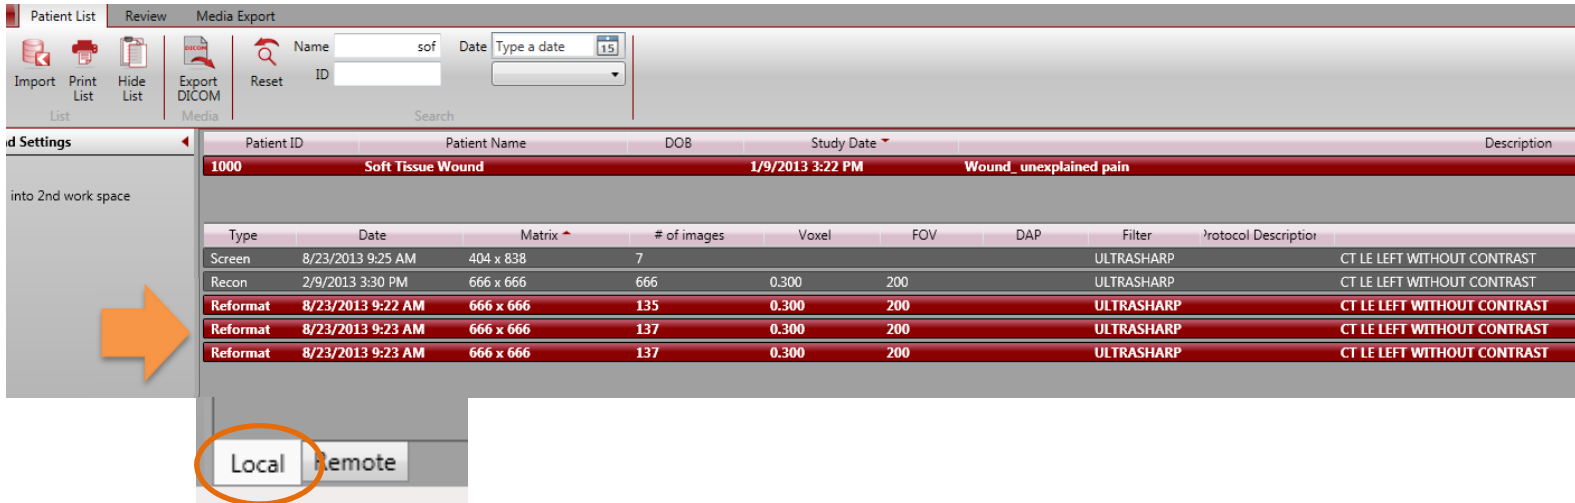 Patient List Review Media Export
Name sof Date Type a date 15
ID
Import Print List Hide List Export DICOM Reset
List Media Search
d Settings
Patient ID Patient Name DOB Study Date Description
1000 Soft Tissue Wound 1/9/2013 3:22 PM Wound_ unexplained pain
into 2nd work space
Type Date Matrix # of images Voxel FOV DAP Filter Protocol Description
Screen 8/23/2013 9:25 AM 404 x 838 7 ULTRASHARP CT LE LEFT WITHOUT CONTRAST
Recon 2/9/2013 3:30 PM 666 x 666 666 0.300 200 ULTRASHARP CT LE LEFT WITHOUT CONTRAST
Reformat 8/23/2013 9:22 AM 666 x 666 135 0.300 200 ULTRASHARP CT LE LEFT WITHOUT CONTRAST
Reformat 8/23/2013 9:23 AM 666 x 666 137 0.300 200 ULTRASHARP CT LE LEFT WITHOUT CONTRAST
Reformat 8/23/2013 9:23 AM 666 x 666 137 0.300 200 ULTRASHARP CT LE LEFT WITHOUT CONTRAST
Local Remote